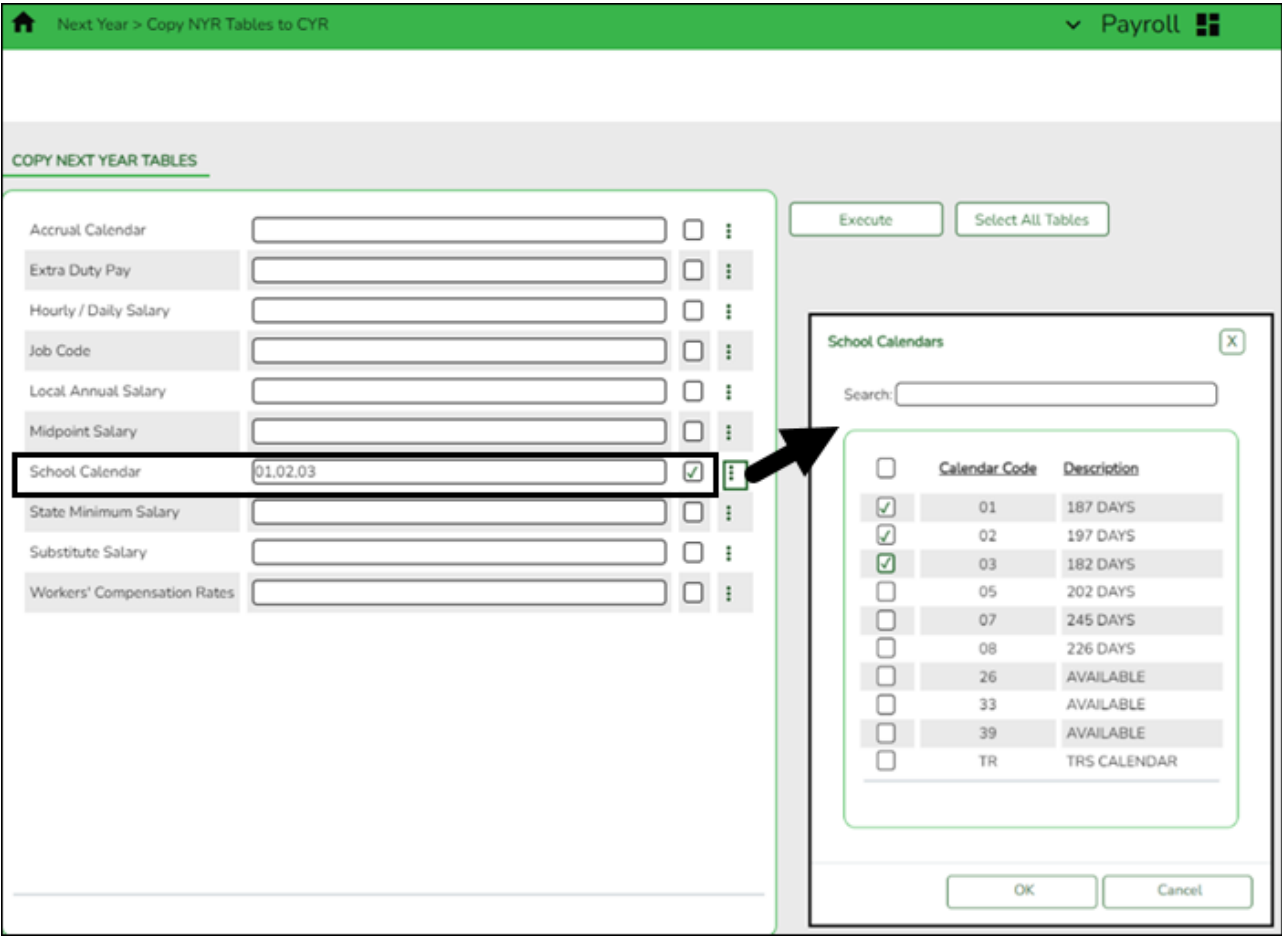 Next Year > Copy NYR Tables to CYR
Payroll
COPY NEXT YEAR TABLES
Accrual Calendar
Extra Duty Pay
Hourly / Daily Salary
Job Code
Local Annual Salary
Midpoint Salary
School Calendar 01,02,03
State Minimum Salary
Substitute Salary
Workers' Compensation Rates
Execute Select All Tables
School Calendars X
Search:
Calendar Code Description
01 187 DAYS
02 197 DAYS
03 182 DAYS
05 202 DAYS
07 245 DAYS
08 226 DAYS
26 AVAILABLE
33 AVAILABLE
39 AVAILABLE
TR TRS CALENDAR
OK Cancel